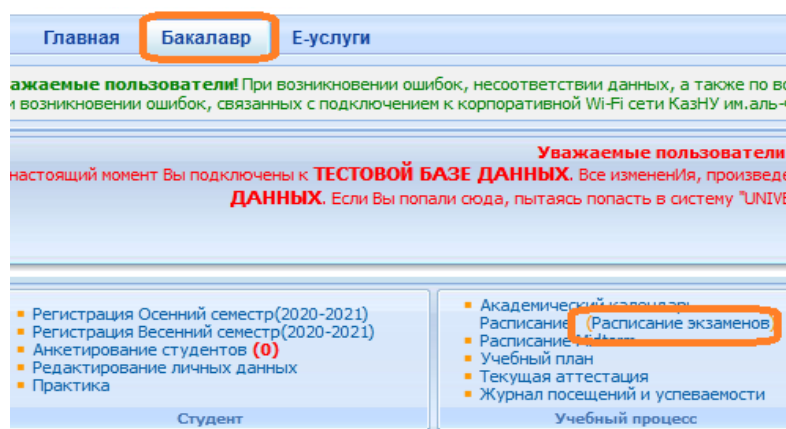 Главная Бакалавр Е-услуги
ажаемые пользователи! При возникновении ошибок, несоответствии данных, а также по во
и возникновении ошибок, связанных с подключением к корпоративной Wi-Fi сети КазНУ им.аль-
Уважаемые пользователи
настоящий момент Вы подключены к ТЕСТОВОЙ БАЗЕ ДАННЫХ. Все измененИя, произведе
ДАННЫХ. Если Вы попали сюда, пытаясь попасть в систему "UNIVE
Регистрация Осенний семестр(2020-2021)
Регистрация Весенний семестр(2020-2021)
Анкетирование студентов (0)
Редактирование личных данных
Практика
Студент
Академический календарь
Расписание (Расписание экзаменов)
Расписание Midterm
Учебный план
Текущая аттестация
Журнал посещений и успеваемости
Учебный процесс